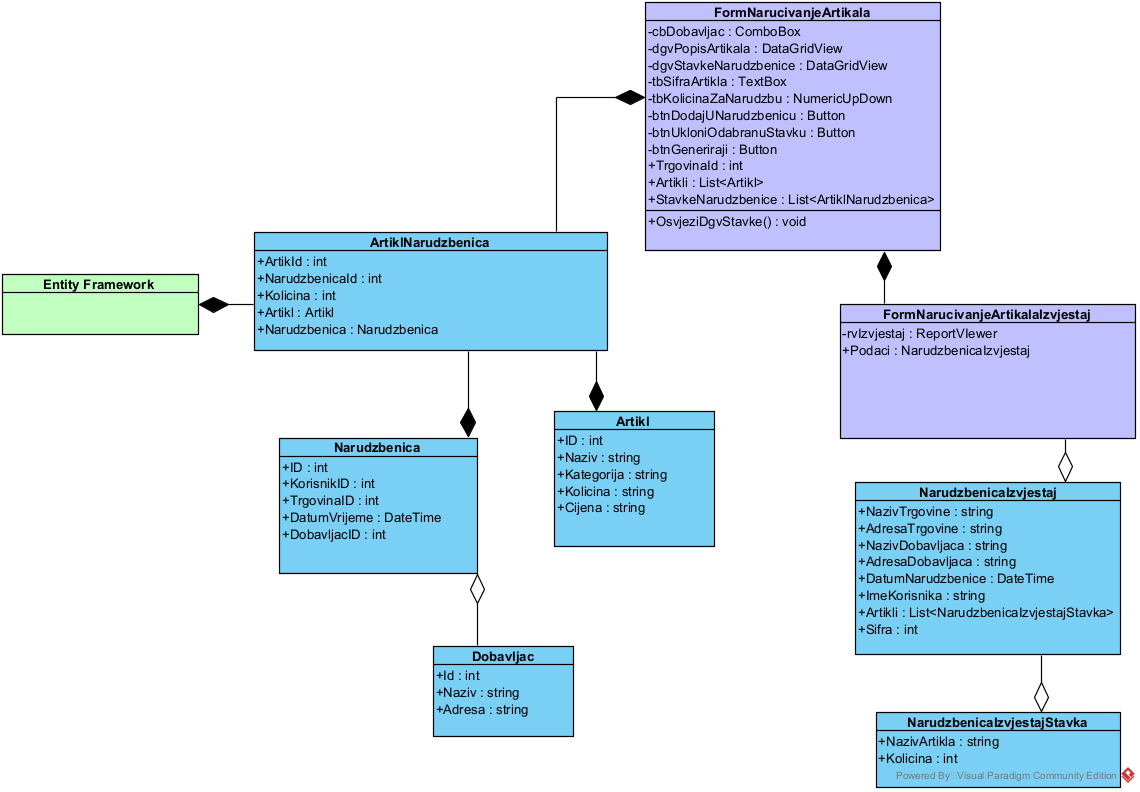 FormNarucivanjeArtikala
-cbDobavljac : ComboBox
-dgvPopisArtikala : DataGridView
-dgvStavkeNarudzbenice : DataGridView
-tbSifraArtikla : TextBox
-tbKolicinaZaNarudzbu : NumericUpDown
-btnDodajUNarudzbenicu : Button
-btnUkloniOdabranuStavku : Button
-btnGeneriraji : Button
+TrgovinaId : int
+Artikli : List<Artikl>
+StavkeNarudzbenice : List<ArtiklNarudzbenica>
+OsvjeziDgvStavke() : void
ArtiklNarudzbenica
+ArtikId : int
+NarudzbenicaId : int
+Kolicina : int
+Artikl : Artikl
+Narudzbenica : Narudzbenica
Entity Framework
FormNarucivanjeArtikalaIzvjestaj
-rvIzvjestaj : ReportVIewer
+Podaci : NarudzbenicaIzvjestaj
Narudzbenica
+ID : int
+KorisnikID : int
+TrgovinaID : int
+DatumVrijeme : DateTime
+DobavljacID : int
Artikl
+ID : int
+Naziv : string
+Kategorija : string
+Kolicina : string
+Cijena : string
NarudzbenicaIzvjestaj
+NazivTrgovine : string
+AdresaTrgovine : string
+NazivDobavljaca : string
+AdresaDobavljaca : string
+DatumNarudzbenice : DateTime
+ImeKorisnika : string
+Artikli : List<NarudzbenicaIzvjestajStavka>
+Sifra : int
Dobavljac
+Id : int
+Naziv : string
+Adresa : string
NarudzbenicaIzvjestajStavka
+NazivArtikla : string
+Kolicina : int
Powered By Visual Paradigm Community Edition